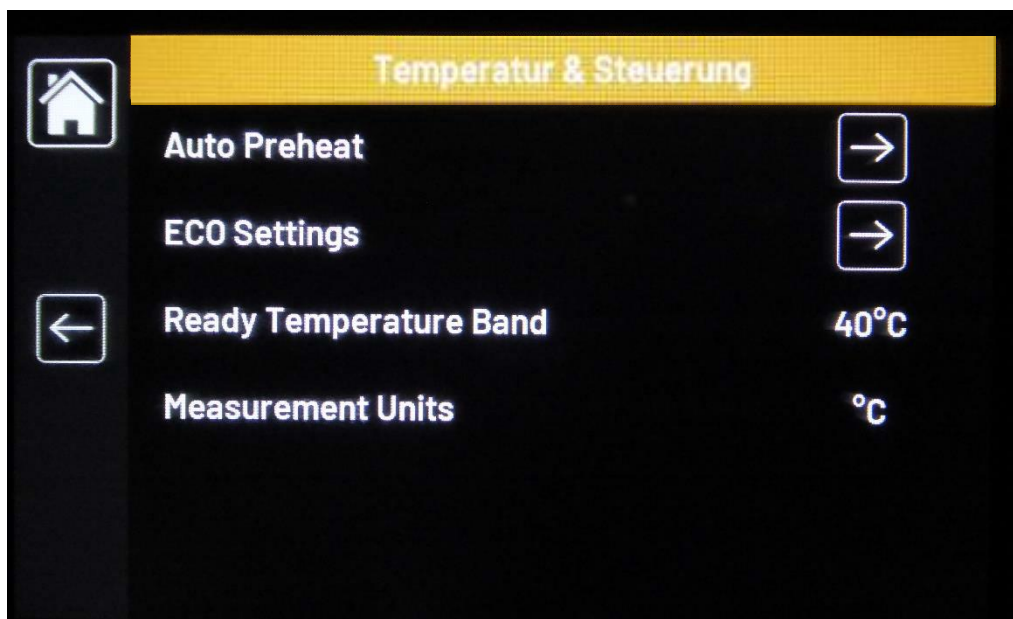 Temperatur & Steuerung
Auto Preheat
ECO Settings
Ready Temperature Band 40°C
Measurement Units °C